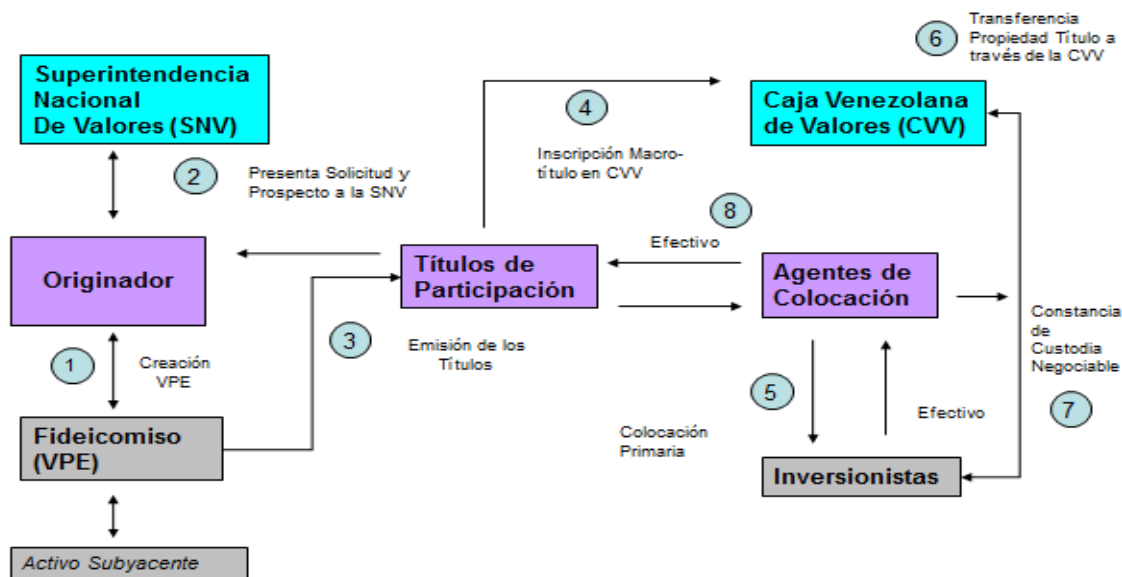 6
Transferencia
Propiedad Título a
través de la CVV
Superintendencia
Nacional
De Valores (SNV)
Caja Venezolana
de Valores (CVV)
4
2
Presenta Solicitud y
Prospecto a la SNV
Inscripción Macro-
título en CVV
8
Efectivo
Originador
Títulos de
Participación
Agentes de
Colocación
1
Creación
VPE
3
Emisión de los
Títulos
Constancia
de
Custodia
Negociable
7
5
Efectivo
Colocación
Primaria
Fideicomiso
(VPE)
Inversionistas
Activo Subyacente